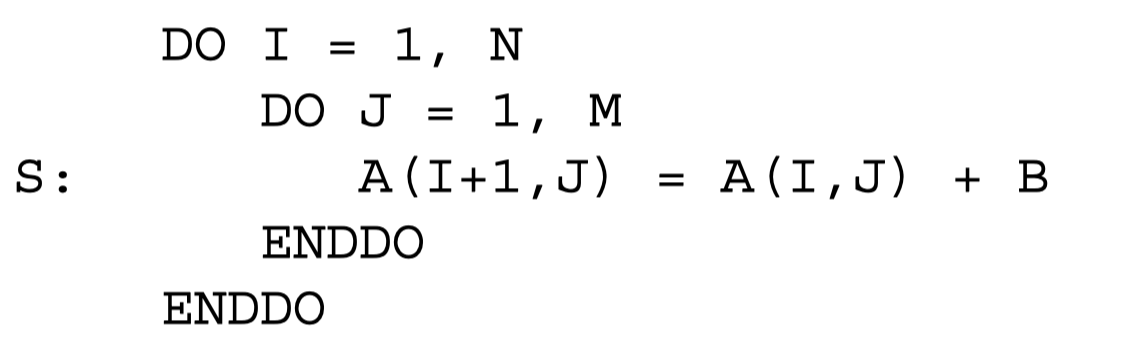 DO I = 1, N
DO J = 1, M
S: A(I+1,J) = A(I,J) + B
ENDDO
ENDDO